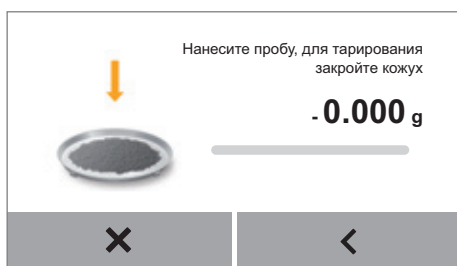 Нанесите пробу, для тарирования
закройте кожух
- 0.000 g